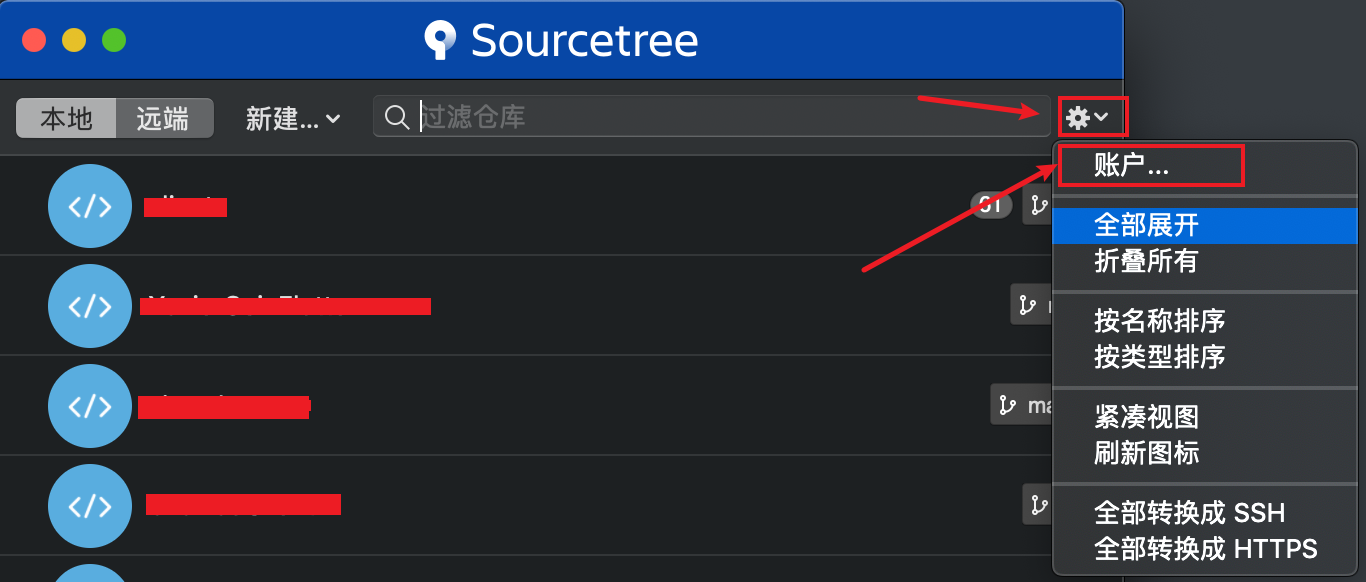 Sourcetree
本地 远端 新建... 过滤仓库
账户...
全部展开
折叠所有
按名称排序
按类型排序
紧凑视图
刷新图标
全部转换成 SSH
全部转换成 HTTPS